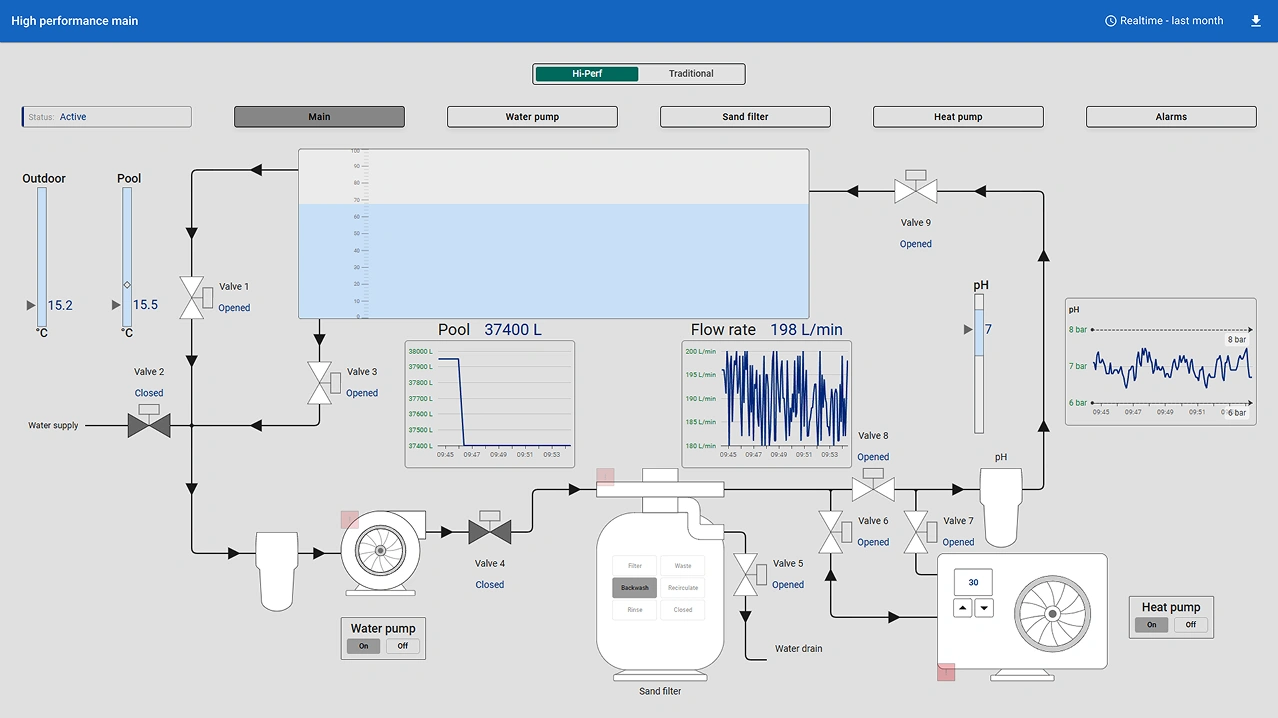 High performance main
Realtime - last month
Hi-Perf
Traditional
Status: Active
Main
Water pump
Sand filter
Heat pump
Alarms
Outdoor
15.2
°C
Pool
15.5
°C
100
90
80
70
60
50
40
30
20
10
0
Valve 1
Opened
Valve 2
Closed
Water supply
Valve 3
Opened
Pool 37400 L
38000 L
37900 L
37800 L
37700 L
37600 L
37500 L
37400 L
09:45 09:47 09:49 09:51 09:53
Flow rate 198 L/min
200 L/min
195 L/min
190 L/min
185 L/min
180 L/min
09:45 09:47 09:49 09:51 09:53
Valve 9
Opened
pH
7
pH
8 bar
8 bar
7 bar
6 bar
6 bar
09:45 09:47 09:49 09:51
Valve 8
Opened
pH
Valve 4
Closed
Valve 5
Opened
Valve 6
Opened
Valve 7
Opened
Filter
Waste
Backwash
Recirculate
Rinse
Closed
30
Water pump
On
Off
Heat pump
On
Off
Water drain
Sand filter